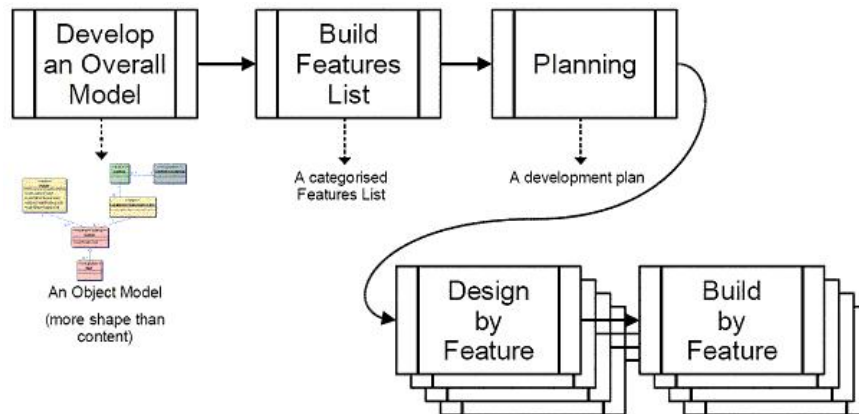 Develop
an Overall
Model
Build
Features
List
Planning
A categorised
Features List
A development plan
An Object Model
(more shape than
content)
Design
by
Feature
Build
by
Feature